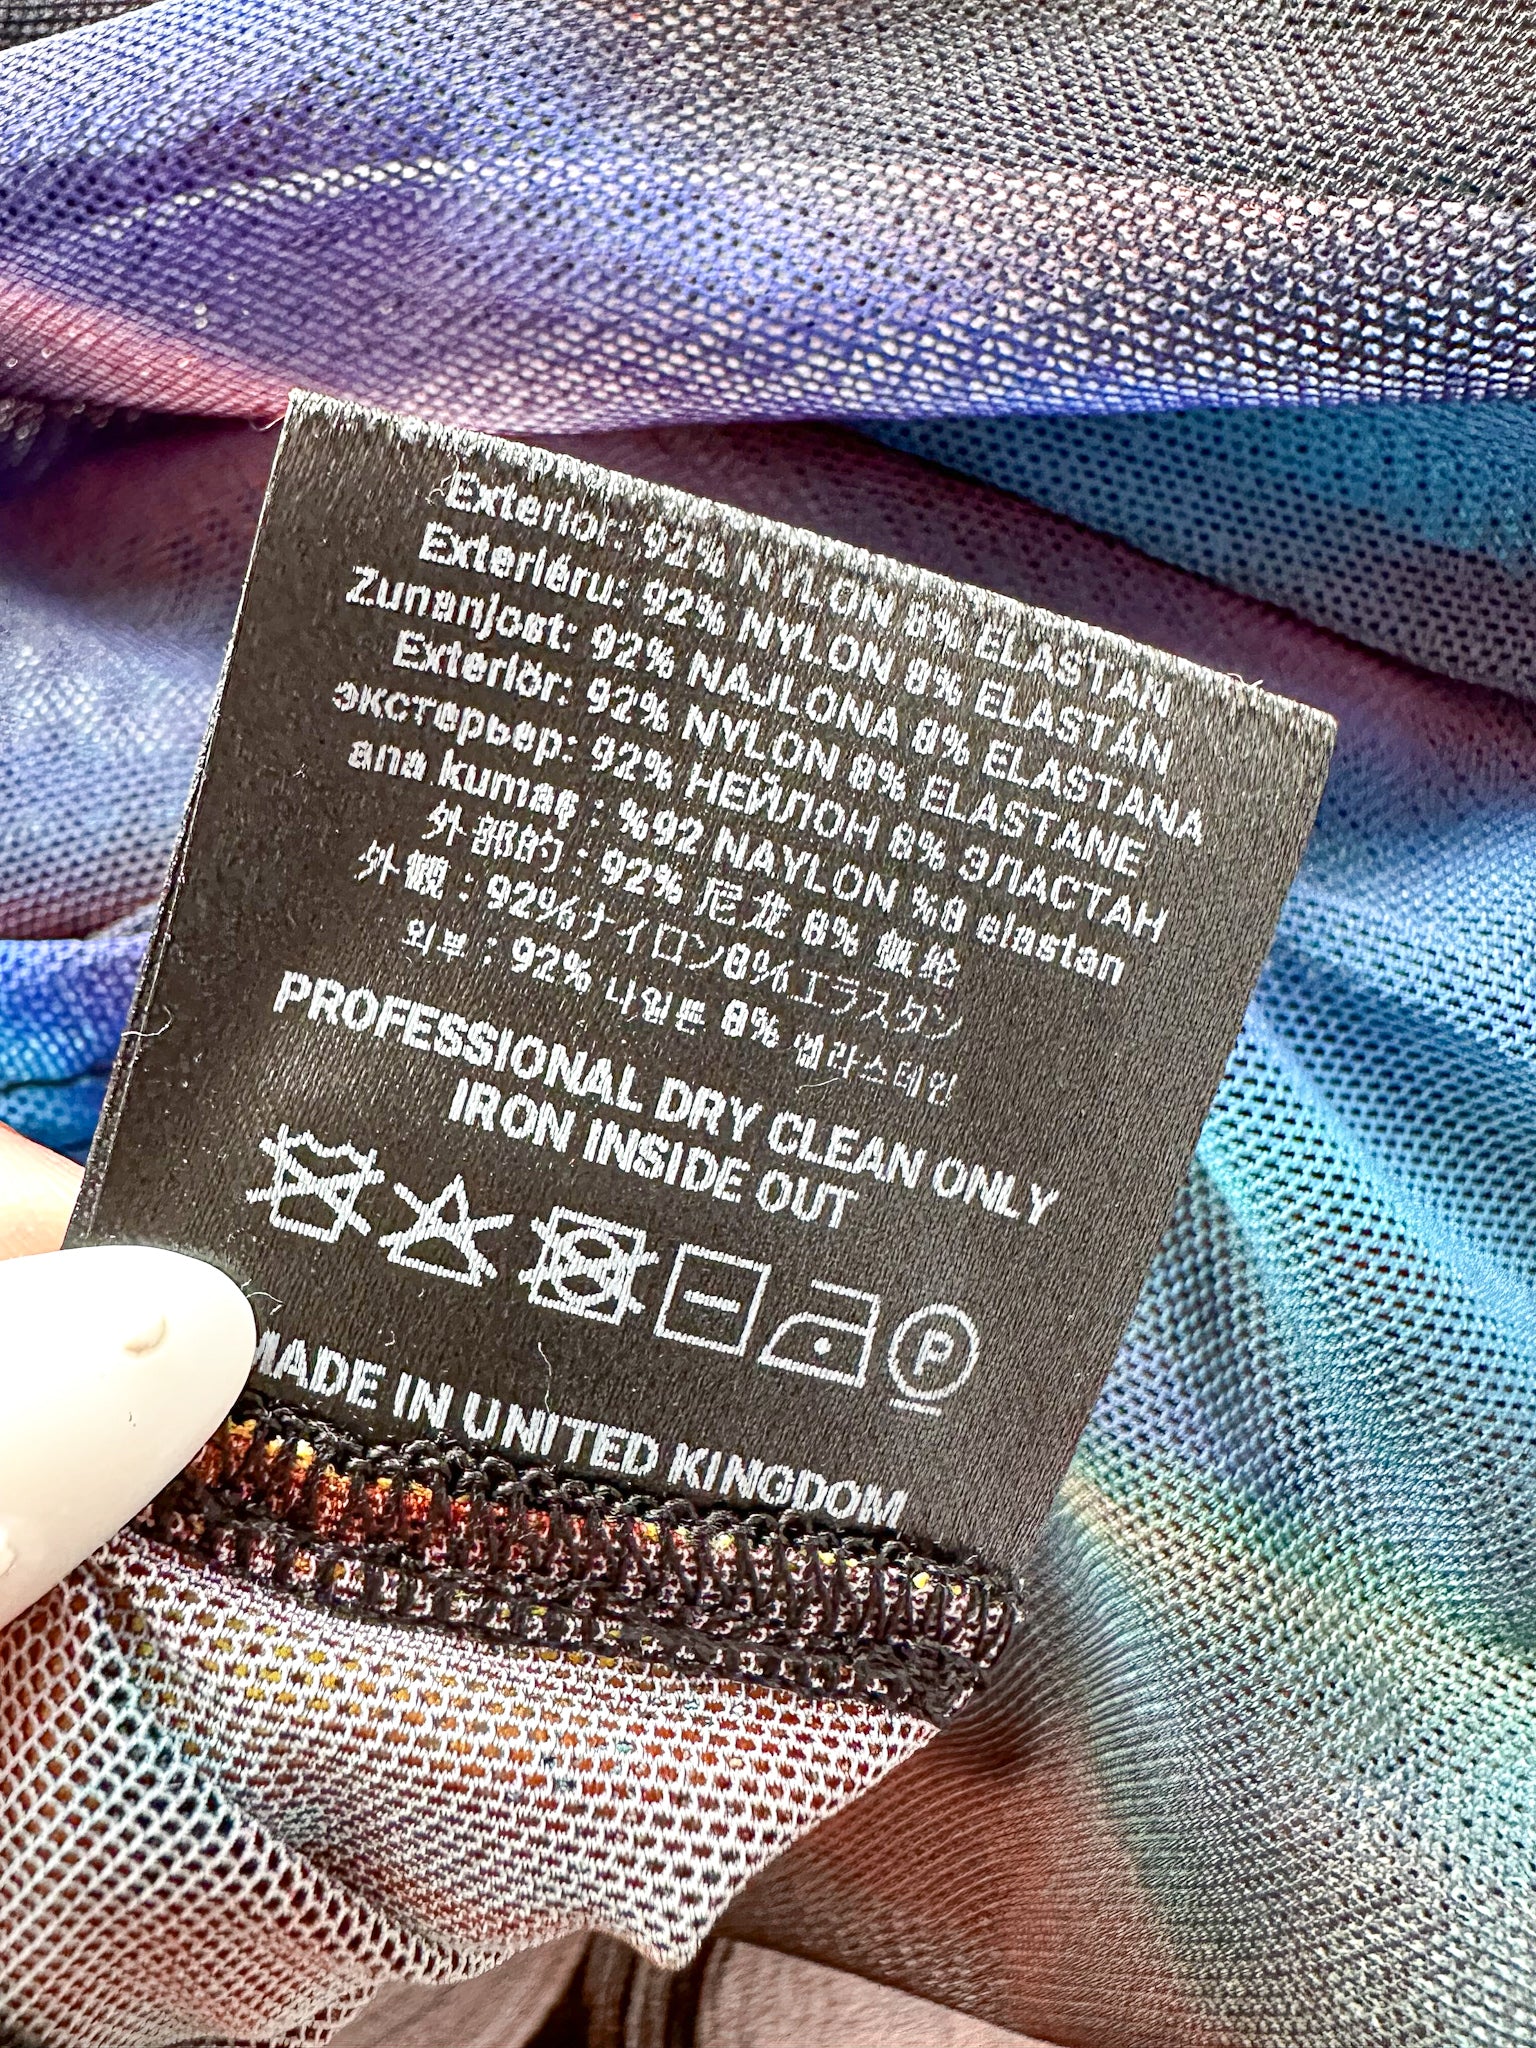 Exterior: 92% NYLON 8% ELASTAN
Exteriéru: 92% NYLON 8% ELASTAN
Zunanjost: 92% NAJLONA 8% ELASTANA
Exterior: 92% NYLON 8% ELASTANE
экстерьер: 92% НЕЙЛОН 8% ЭЛАСТАН
ana kumaş : %92 NAYLON %8 elastan
外部的 : 92% 尼龙 8% 氨纶
外観 : 92%ナイロン8%エラスタン
외부 : 92% 나일론 8% 엘라스테인
PROFESSIONAL DRY CLEAN ONLY
IRON INSIDE OUT
P
MADE IN UNITED KINGDOM